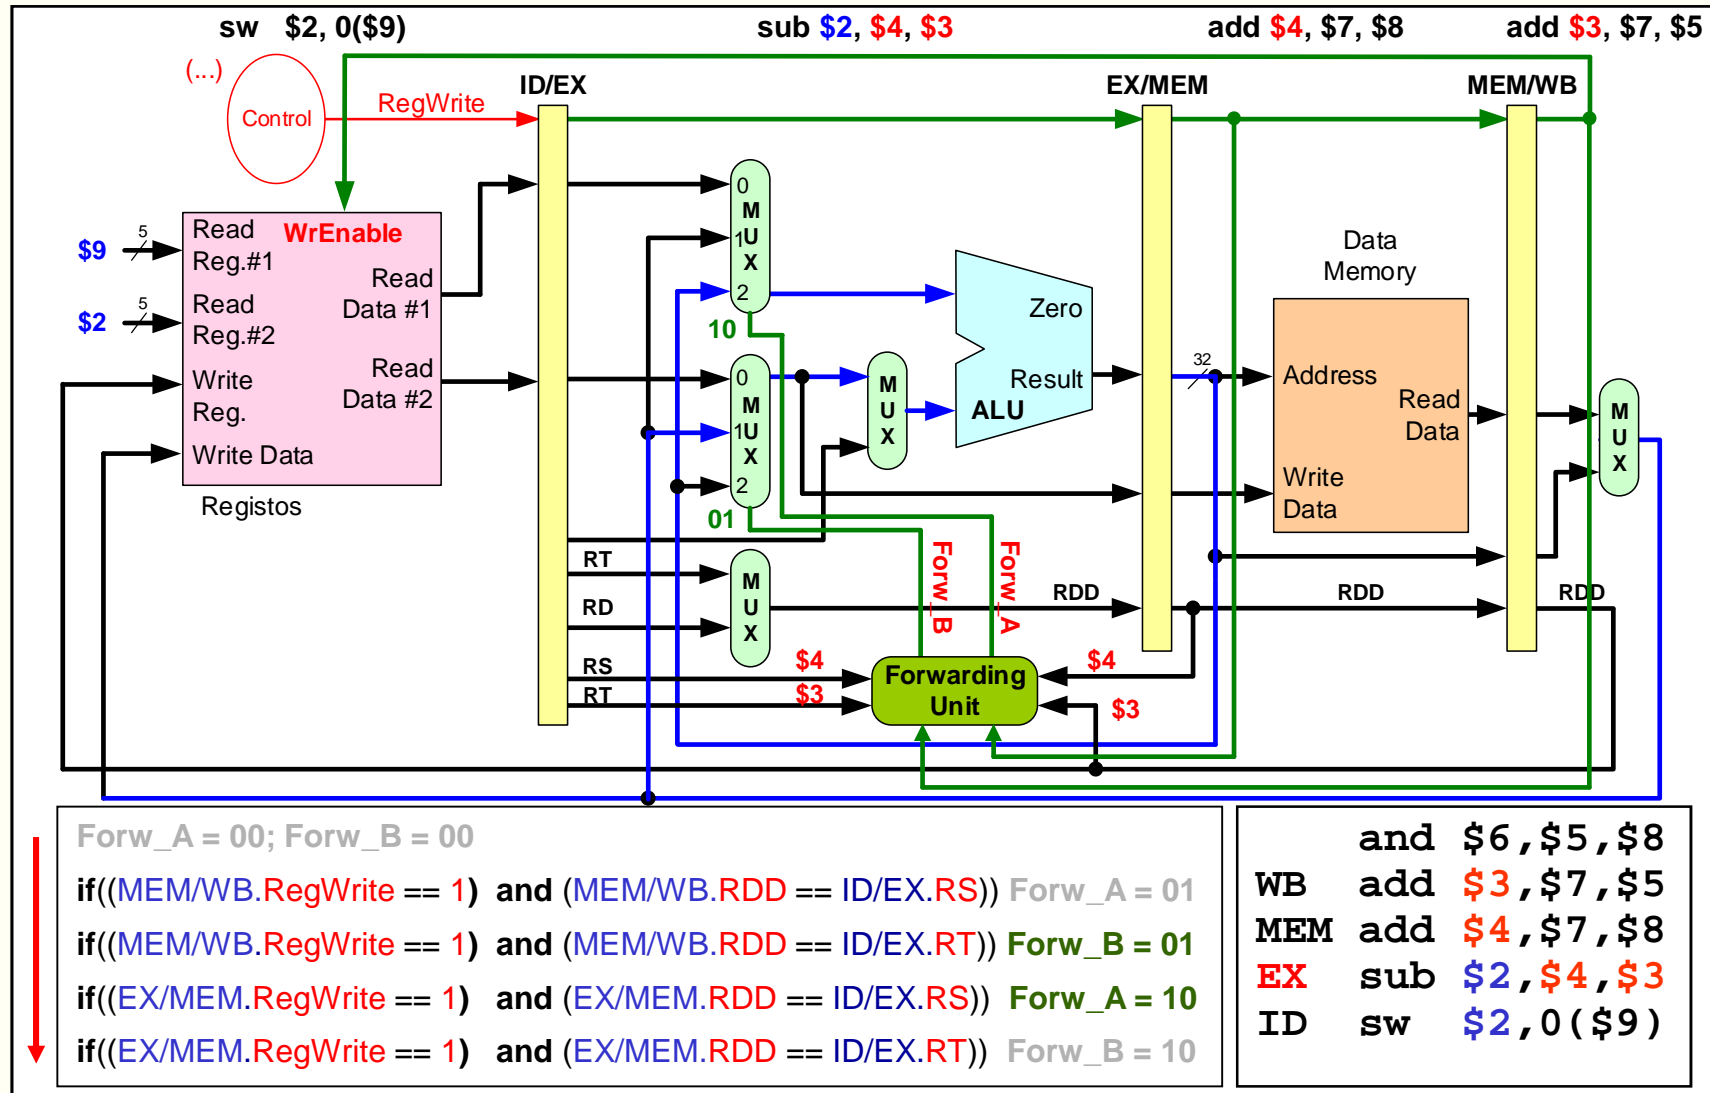 sw $2, 0($9)
sub $2, $4, $3
add $4, $7, $8
add $3, $7, $5
(...)
ID/EX
EX/MEM
MEM/WB
Control
RegWrite
$9
5
Read
Reg.#1
WrEnable
Read
Data #1
$2
5
Read
Reg.#2
Write
Reg.
Read
Data #2
Write Data
Registos
0
M
1U
X
2
10
0
M
1U
X
2
01
M
U
X
Zero
Result
ALU
32
Data
Memory
Address
Read
Data
Write
Data
M
U
X
RT
RD
M
U
X
RDD
RDD
RDD
Forw_B
Forw_A
RS
$4
RT
$3
Forwarding
Unit
$4
$3
Forw_A = 00; Forw_B = 00
if((MEM/WB.RegWrite == 1) and (MEM/WB.RDD == ID/EX.RS)) Forw_A = 01
if((MEM/WB.RegWrite == 1) and (MEM/WB.RDD == ID/EX.RT)) Forw_B = 01
if((EX/MEM.RegWrite == 1) and (EX/MEM.RDD == ID/EX.RS)) Forw_A = 10
if((EX/MEM.RegWrite == 1) and (EX/MEM.RDD == ID/EX.RT)) Forw_B = 10
and $6,$5,$8
WB add $3,$7,$5
MEM add $4,$7,$8
EX sub $2,$4,$3
ID sw $2,0($9)